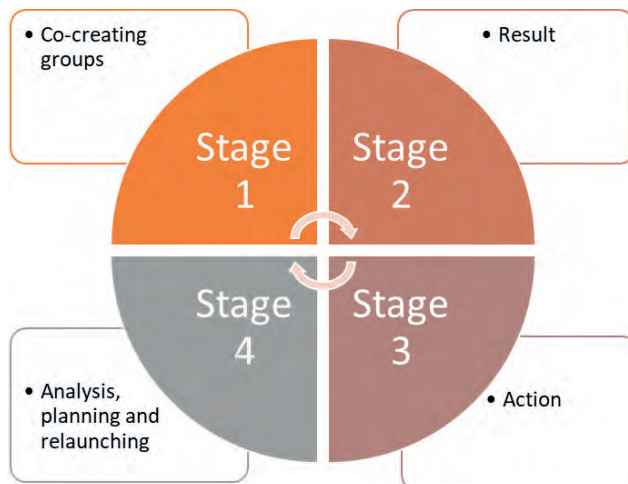 • Co-creating
groups
• Result
Stage
1
Stage
2
Stage
4
Stage
3
• Analysis,
planning and
relaunching
• Action